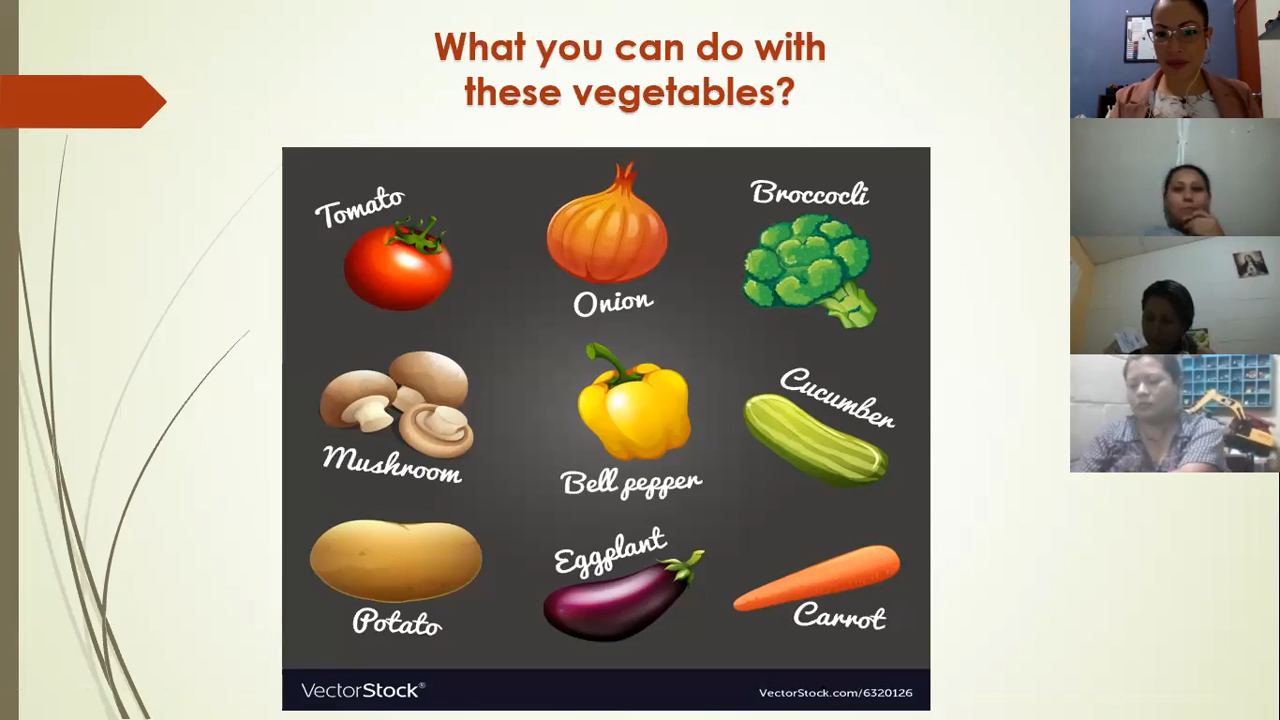 What you can do with
these vegetables?
Tomato
Onion
Broccocli
Mushroom
Bell pepper
Cucumber
Potato
Eggplant
Carrot
VectorStock®
VectorStock.com/6320126